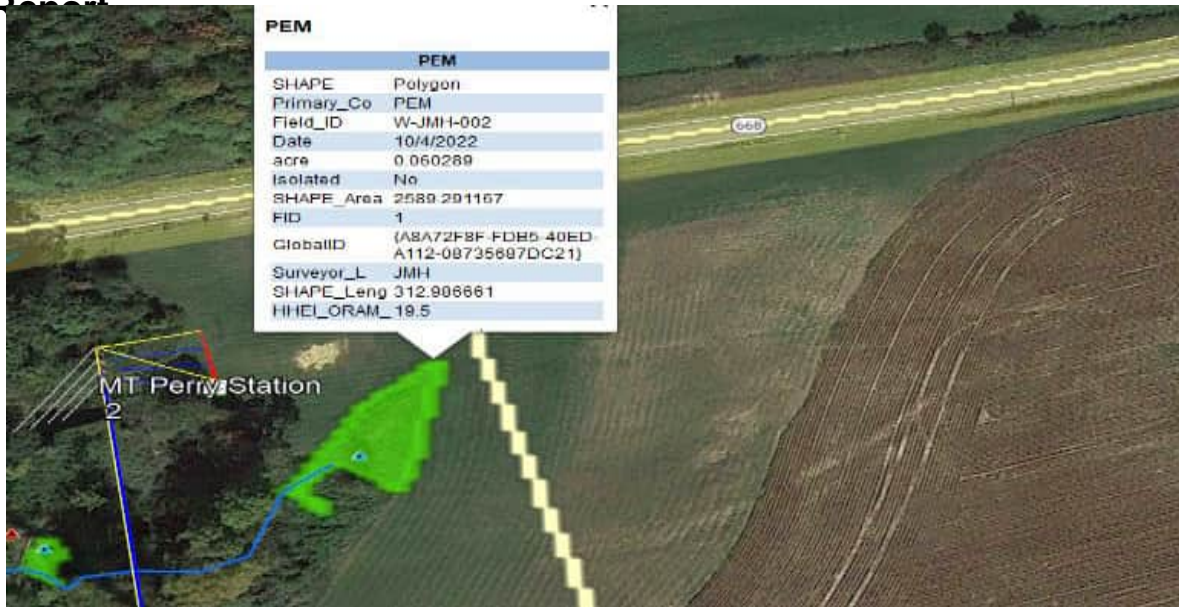 Report
PEM
PEM
SHAPE Polygon
Primary_Co PEM
Field_ID W-JMH-002
Date 10/4/2022
acre 0.060289
Isolated No
SHAPE_Area 2589.291167
FID 1
GlobalID {A8A72F8F-FDB5-40ED-
A112-08735687DC21}
Surveyor_L JMH
SHAPE_Leng 312.986661
HHEI_ORAM_ 19.5
668
MT Perry Station
2